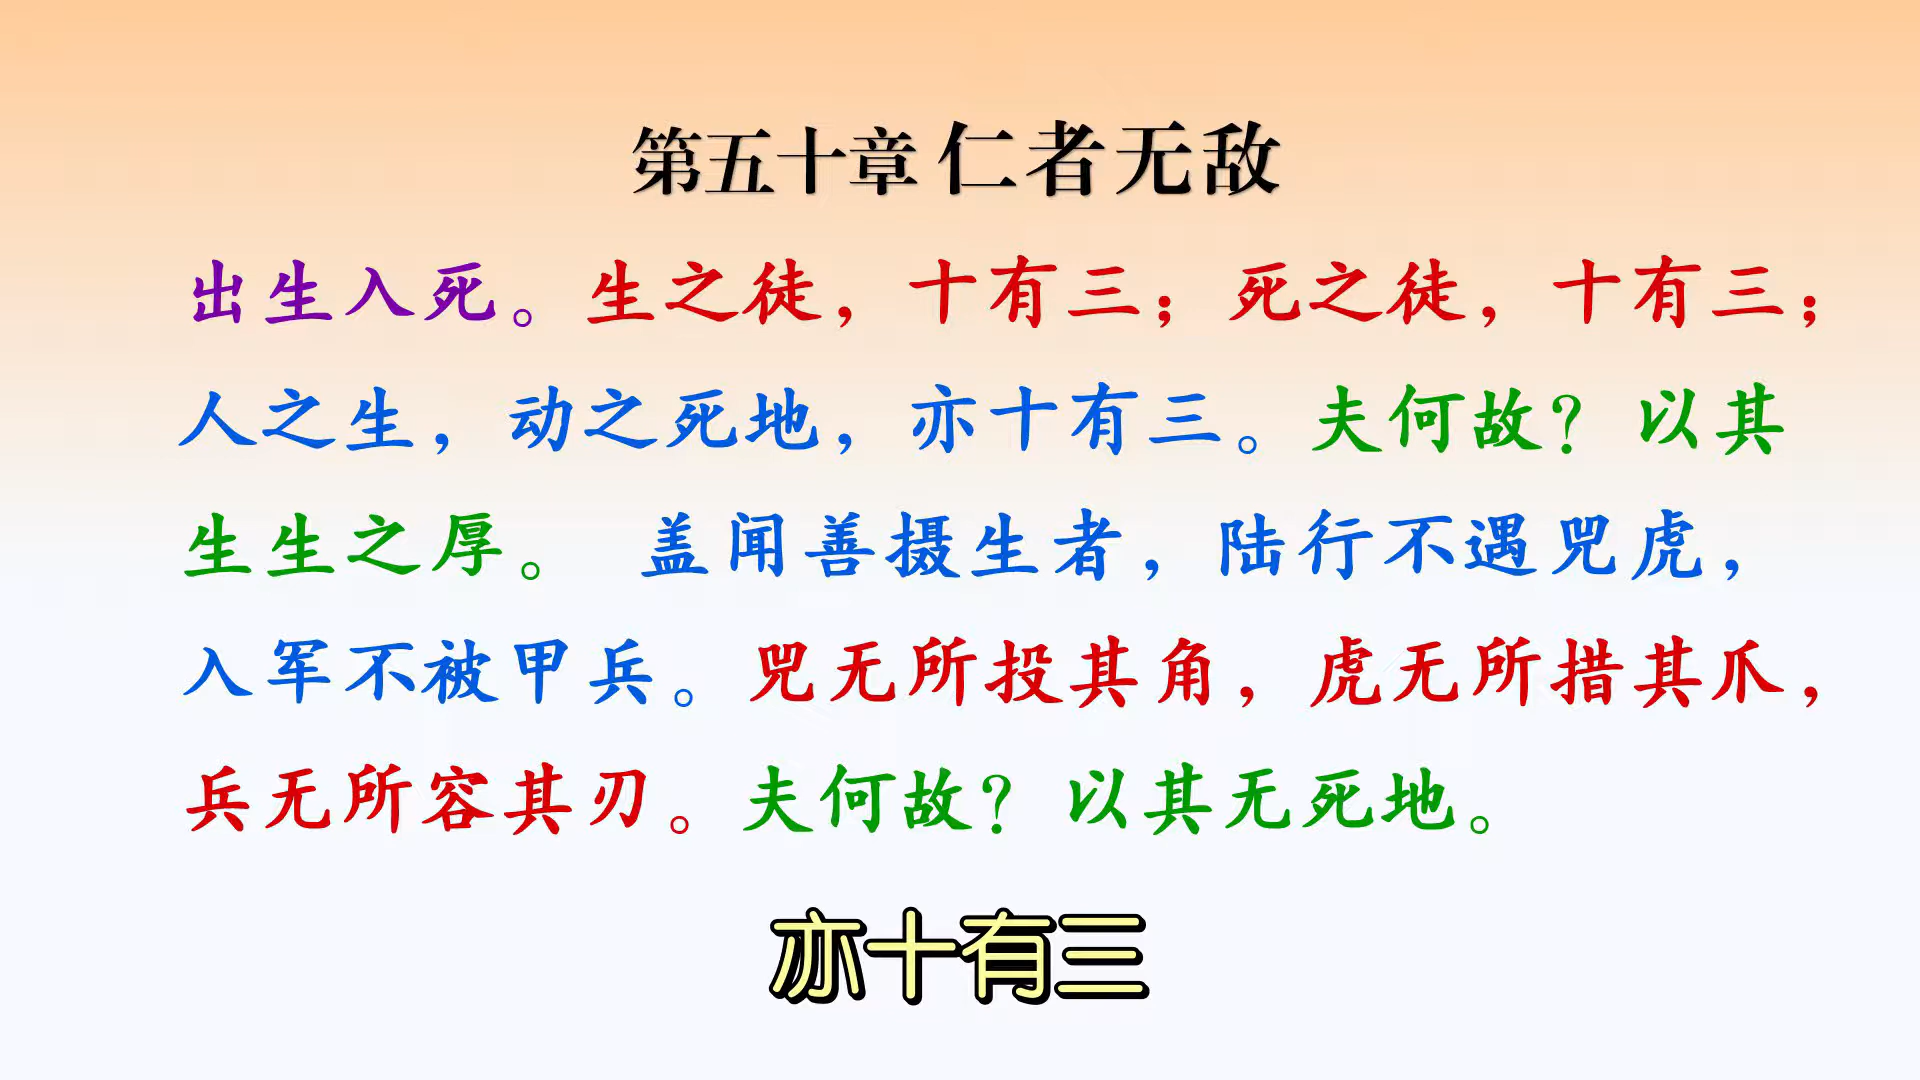 第五十章 仁者无敌
出生入死。生之徒，十有三；死之徒，十有三；
人之生，动之死地，亦十有三。夫何故？以其
生生之厚。 盖闻善摄生者，陆行不遇兕虎，
入军不被甲兵。兕无所投其角，虎无所措其爪，
兵无所容其刃。夫何故？以其无死地。
亦十有三